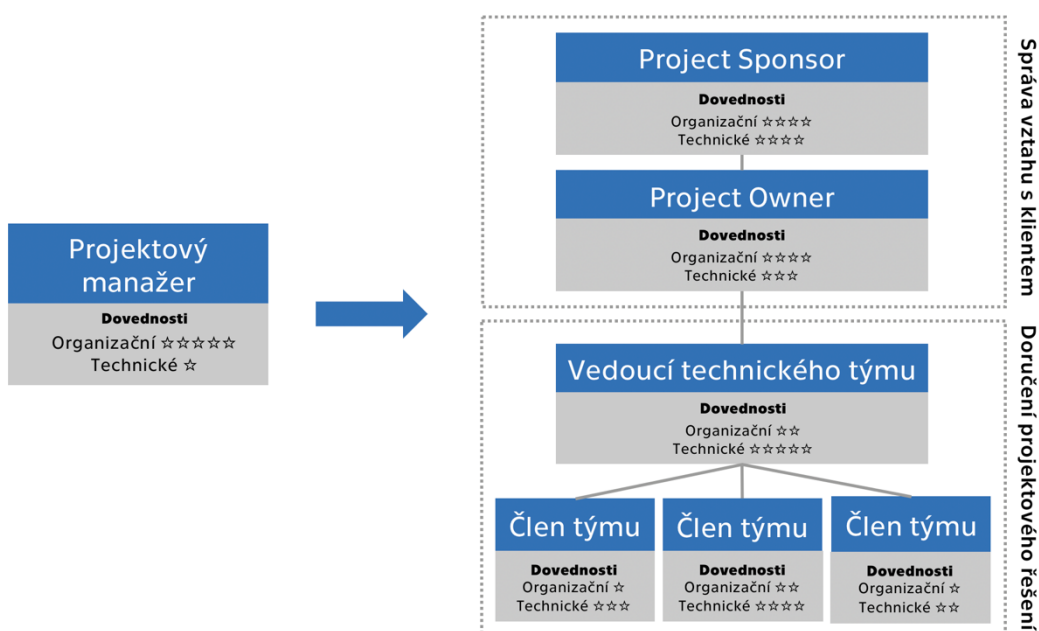 Projektový
manažer
Dovednosti
Organizační ☆☆☆☆☆
Technické ☆
Project Sponsor
Dovednosti
Organizační ☆☆☆☆
Technické ☆☆☆☆
Project Owner
Dovednosti
Organizační ☆☆☆☆
Technické ☆☆☆
Správa vztahu s klientem
Vedoucí technického týmu
Dovednosti
Organizační ☆☆
Technické ☆☆☆☆☆
Člen týmu
Dovednosti
Organizační ☆
Technické ☆☆☆
Člen týmu
Dovednosti
Organizační ☆☆
Technické ☆☆☆☆
Člen týmu
Dovednosti
Organizační ☆
Technické ☆☆
Doručení projektového řešení